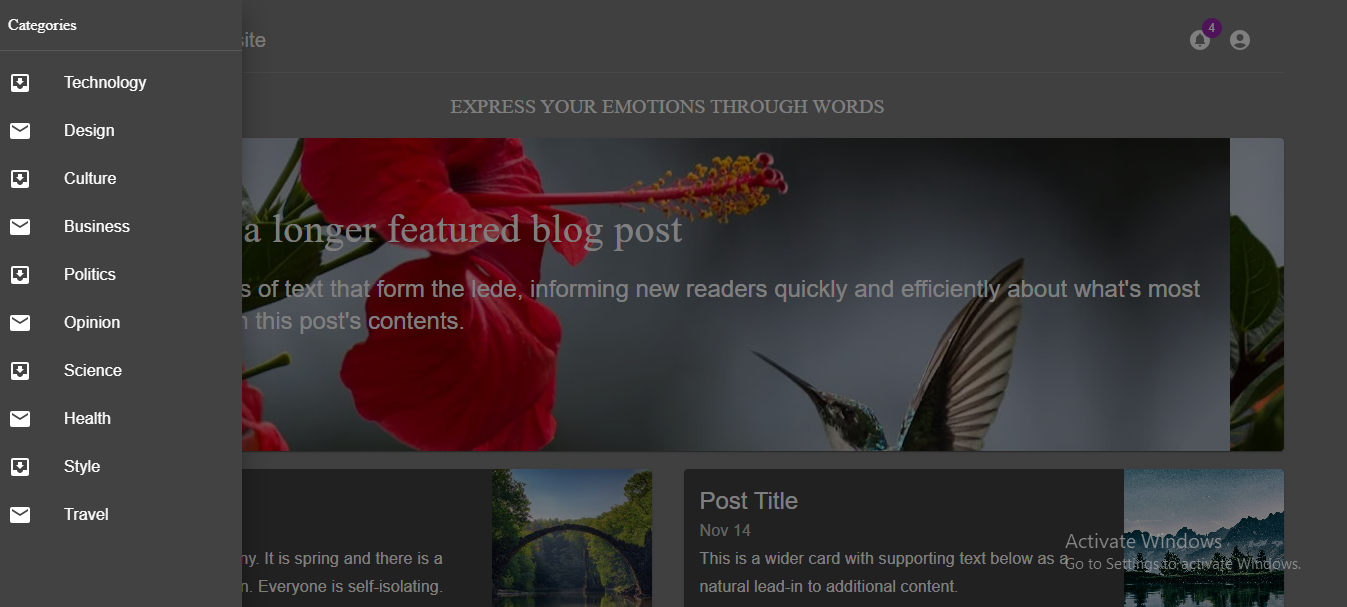 Categories
Technology
Design
Culture
Business
Politics
Opinion
Science
Health
Style
Travel
site
4
EXPRESS YOUR EMOTIONS THROUGH WORDS
a longer featured blog post
s of text that form the lede, informing new readers quickly and efficiently about what's most
this post's contents.
ny. It is spring and there is a
n. Everyone is self-isolating.
Post Title
Nov 14
This is a wider card with supporting text below as a
natural lead-in to additional content.
Activate Windows
Go to Settings to activate Windows.